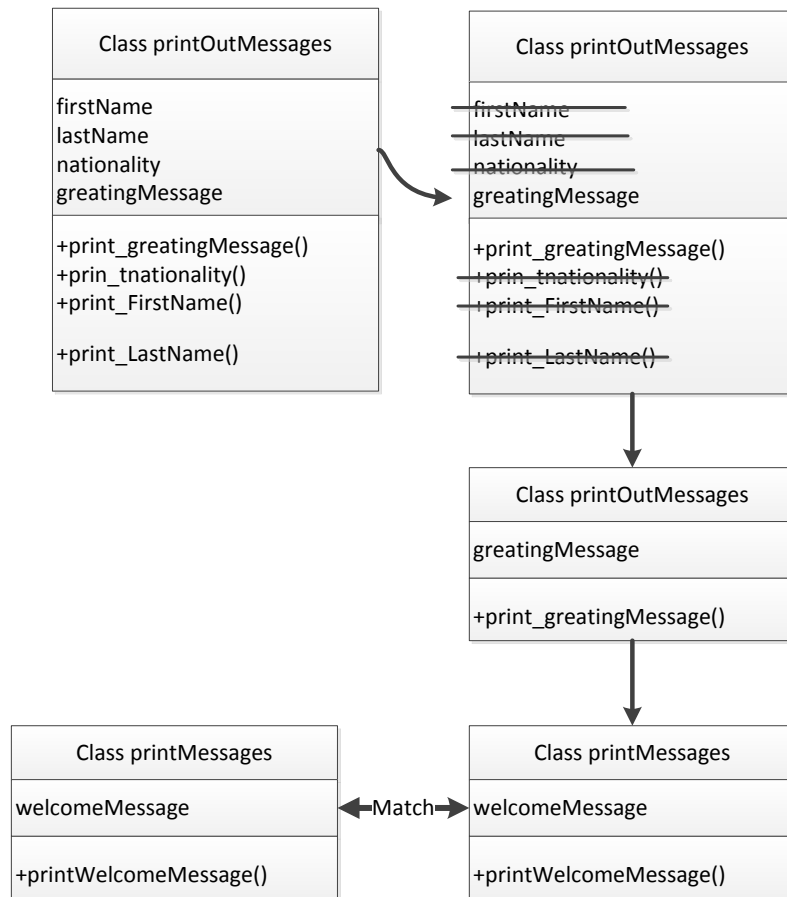 Class printOutMessages
firstName
lastName
nationality
greatingMessage
+print_greatingMessage()
+prin_tnationality()
+print_FirstName()
+print_LastName()
Class printOutMessages
firstName
lastName
nationality
greatingMessage
+print_greatingMessage()
+prin_tnationality()
+print_FirstName()
+print_LastName()
Class printOutMessages
greatingMessage
+print_greatingMessage()
Class printMessages
welcomeMessage
+printWelcomeMessage()
Match
Class printMessages
welcomeMessage
+printWelcomeMessage()